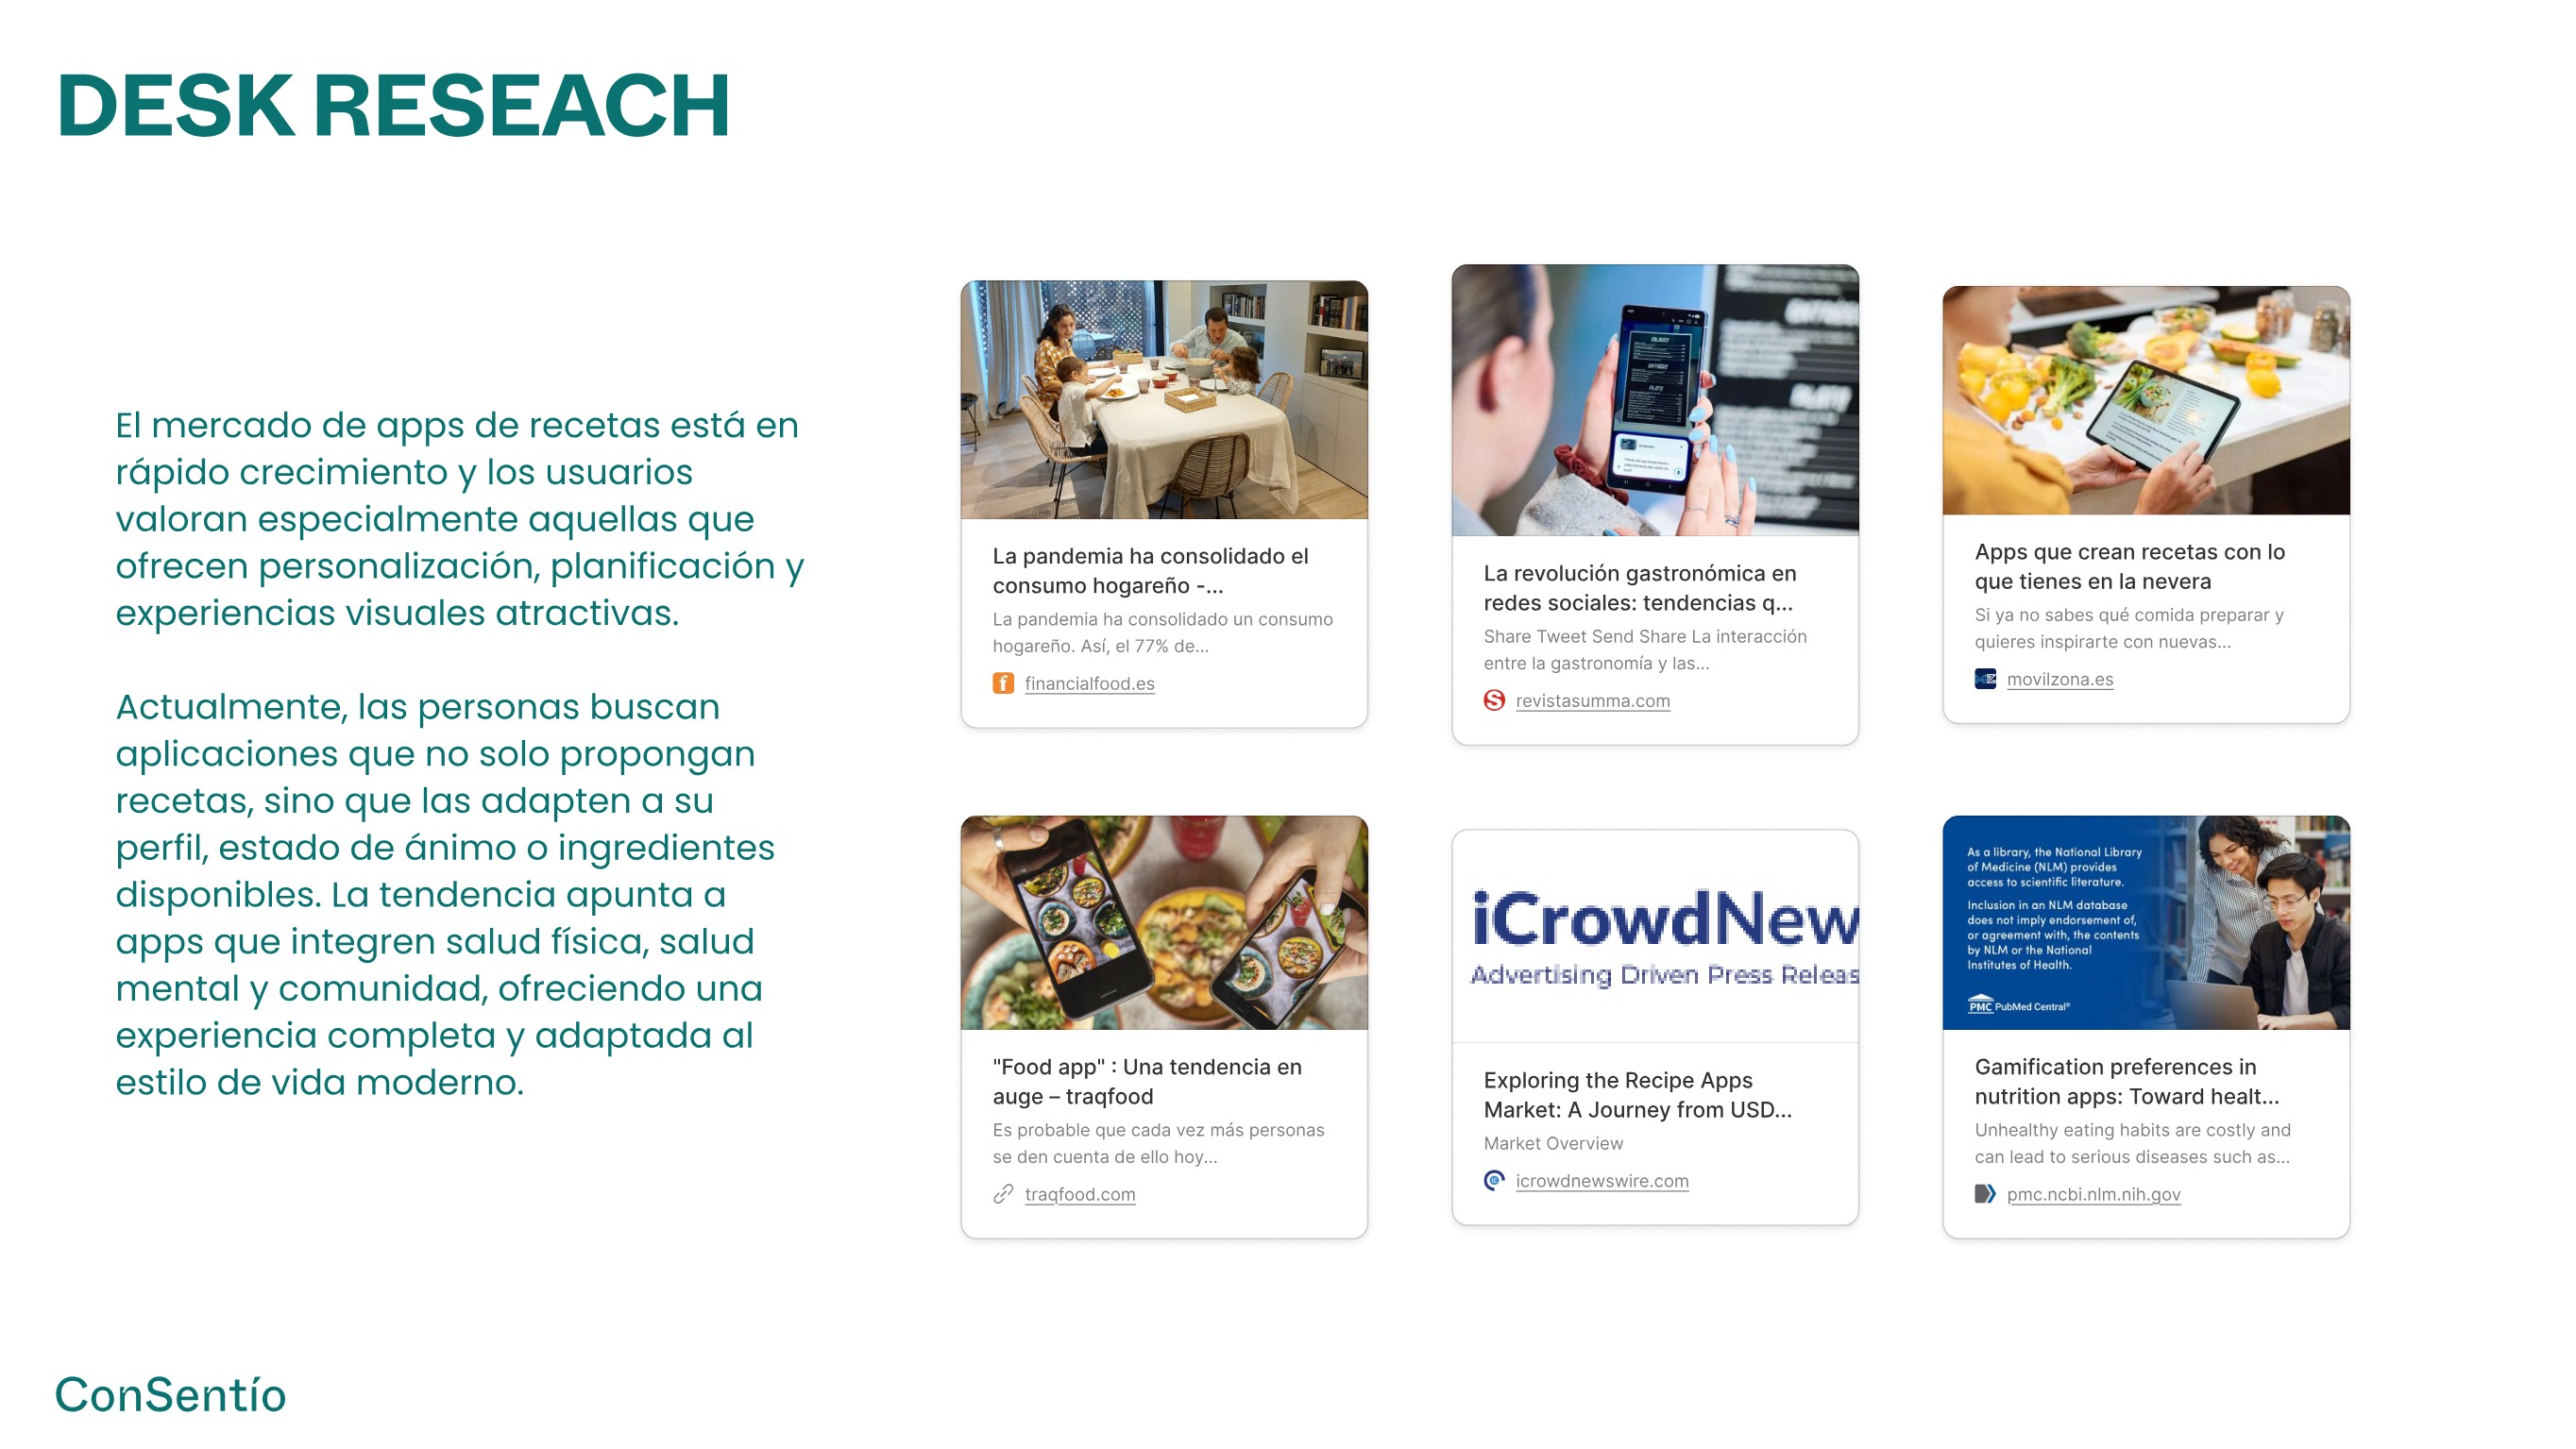 DESK RESEACH
El mercado de apps de recetas está en
rápido crecimiento y los usuarios
valoran especialmente aquellas que
ofrecen personalización, planificación y
experiencias visuales atractivas.
Actualmente, las personas buscan
aplicaciones que no solo propongan
recetas, sino que las adapten a su
perfil, estado de ánimo o ingredientes
disponibles. La tendencia apunta a
apps que integren salud física, salud
mental y comunidad, ofreciendo una
experiencia completa y adaptada al
estilo de vida moderno.
La pandemia ha consolidado el
consumo hogareño -...
La pandemia ha consolidado un consumo
hogareño. Así, el 77% de...
financialfood.es
La revolución gastronómica en
redes sociales: tendencias q...
Share Tweet Send Share La interacción
entre la gastronomía y las...
revistasumma.com
Apps que crean recetas con lo
que tienes en la nevera
Si ya no sabes qué comida preparar y
quieres inspirarte con nuevas...
movilzona.es
"Food app" : Una tendencia en
auge – traqfood
Es probable que cada vez más personas
se den cuenta de ello hoy...
traqfood.com
iCrowdNew
Advertising Driven Press Releas
Exploring the Recipe Apps
Market: A Journey from USD...
Market Overview
icrowdnewswire.com
As a library, the National Library
of Medicine (NLM) provides
access to scientific literature.
Inclusion in an NLM database
does not imply endorsement of,
or agreement with, the contents
by NLM or the National
Institutes of Health.
PMC PubMed Central®
Gamification preferences in
nutrition apps: Toward healt...
Unhealthy eating habits are costly and
can lead to serious diseases such as...
pmc.ncbi.nlm.nih.gov
ConSentío